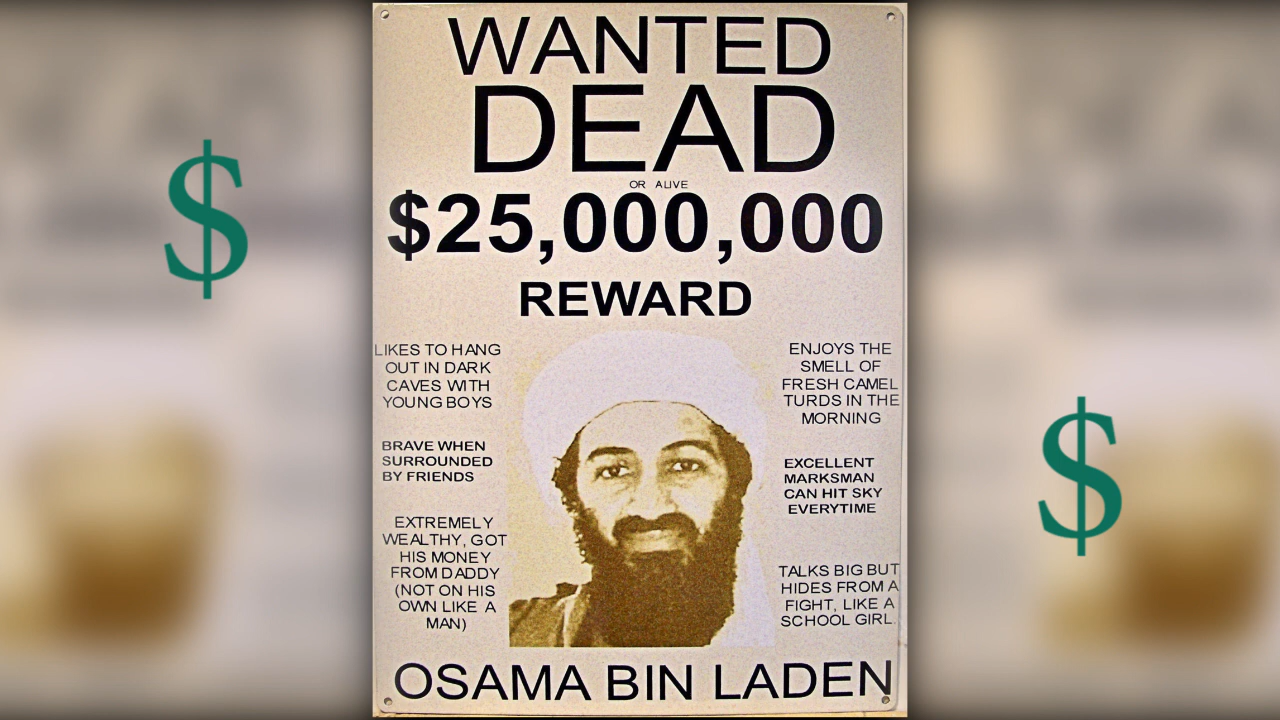 WANTED
DEAD
OR ALIVE
$25,000,000
REWARD
LIKES TO HANG
OUT IN DARK
CAVES WITH
YOUNG BOYS
BRAVE WHEN
SURROUNDED
BY FRIENDS
EXTREMELY
WEALTHY, GOT
HIS MONEY
FROM DADDY
(NOT ON HIS
OWN LIKE A
MAN)
ENJOYS THE
SMELL OF
FRESH CAMEL
TURDS IN THE
MORNING
EXCELLENT
MARKSMAN
CAN HIT SKY
EVERYTIME
TALKS BIG BUT
HIDES FROM A
FIGHT, LIKE A
SCHOOL GIRL.
OSAMA BIN LADEN
$
$